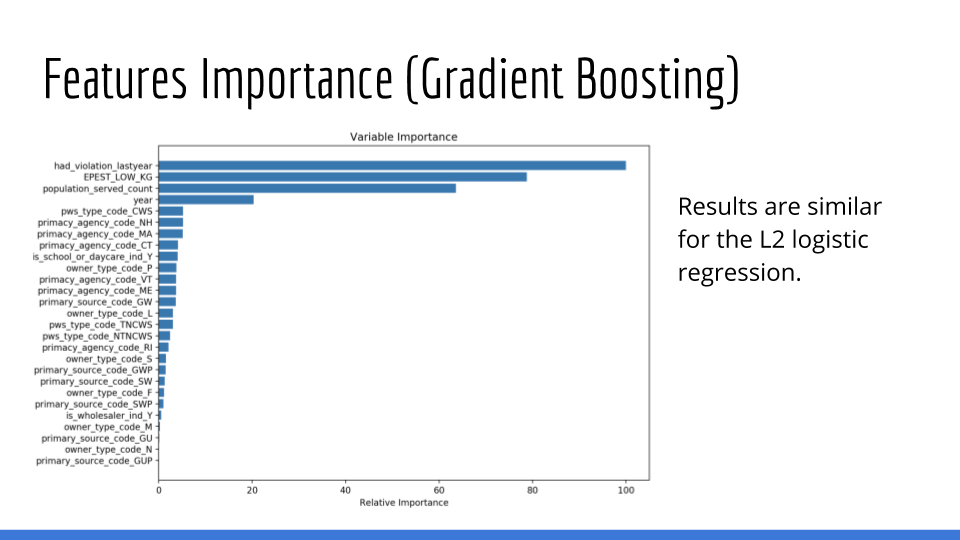 Features Importance (Gradient Boosting)
Variable Importance
had_violation_lastyear
EPEST_LOW_KG
population_served_count
year
pws_type_code_CWS
primacy_agency_code_NH
primacy_agency_code_MA
primacy_agency_code_CT
is_school_or_daycare_ind_Y
owner_type_code_P
primacy_agency_code_VT
primacy_agency_code_ME
primary_source_code_GW
owner_type_code_L
pws_type_code_TNCWS
pws_type_code_NTNCWS
primacy_agency_code_RI
owner_type_code_S
primary_source_code_GWP
primary_source_code_SW
owner_type_code_F
primary_source_code_SWP
is_wholesaler_ind_Y
owner_type_code_M
primary_source_code_GU
owner_type_code_N
primary_source_code_GUP
0 20 40 60 80 100
Relative Importance
Results are similar
for the L2 logistic
regression.